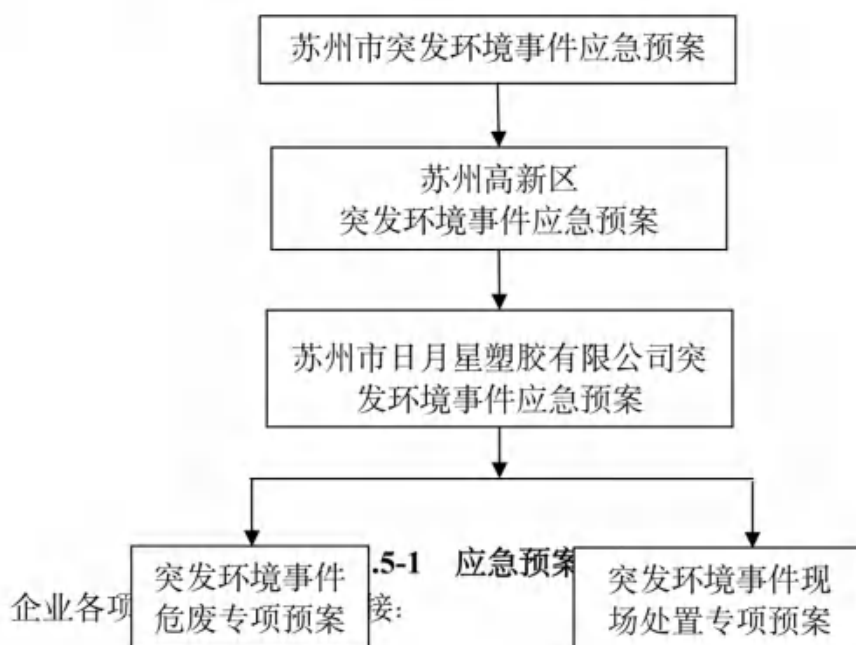 苏州市突发环境事件应急预案
苏州高新区
突发环境事件应急预案
苏州市日月星塑胶有限公司突
发环境事件应急预案
.5-1 应急预案
突发环境事件
危废专项预案
突发环境事件现
场处置专项预案
企业各项
接：